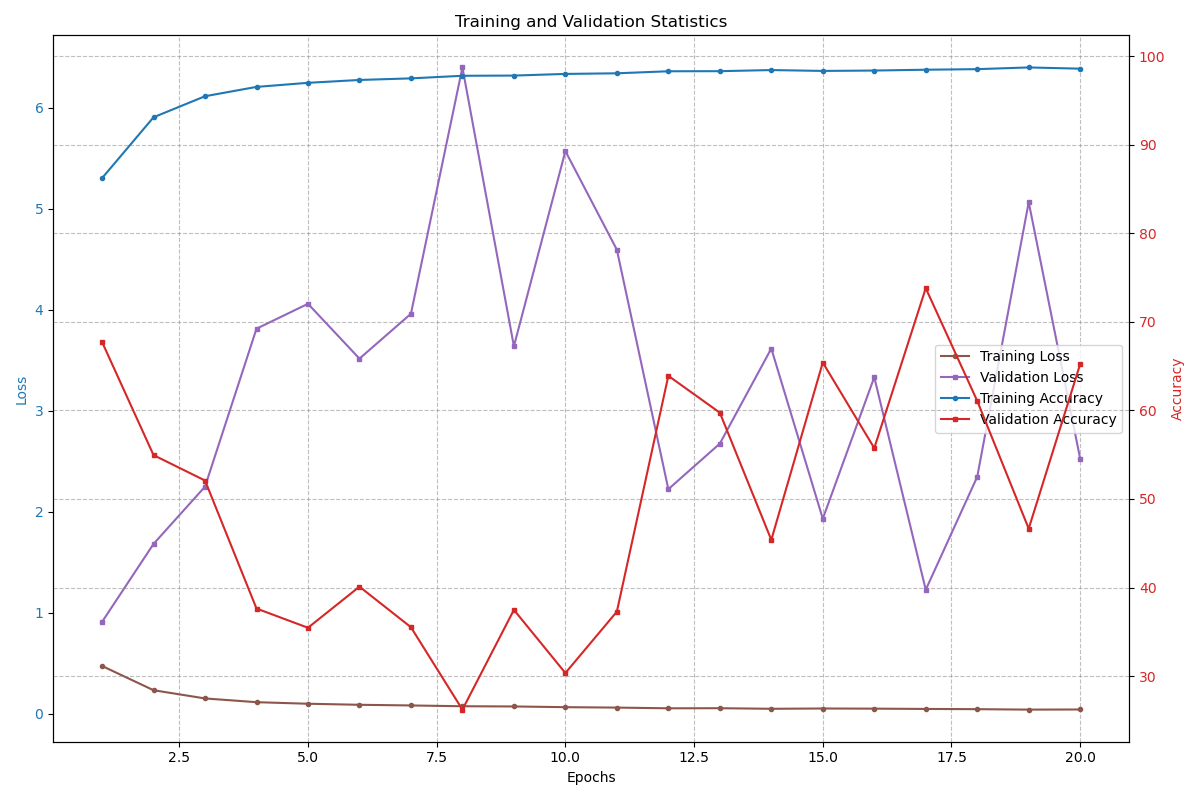 Training and Validation Statistics
6
5
4
3
2
1
0
Loss
100
90
80
70
60
50
40
30
Accuracy
Training Loss
Validation Loss
Training Accuracy
Validation Accuracy
2.5 5.0 7.5 10.0 12.5 15.0 17.5 20.0
Epochs